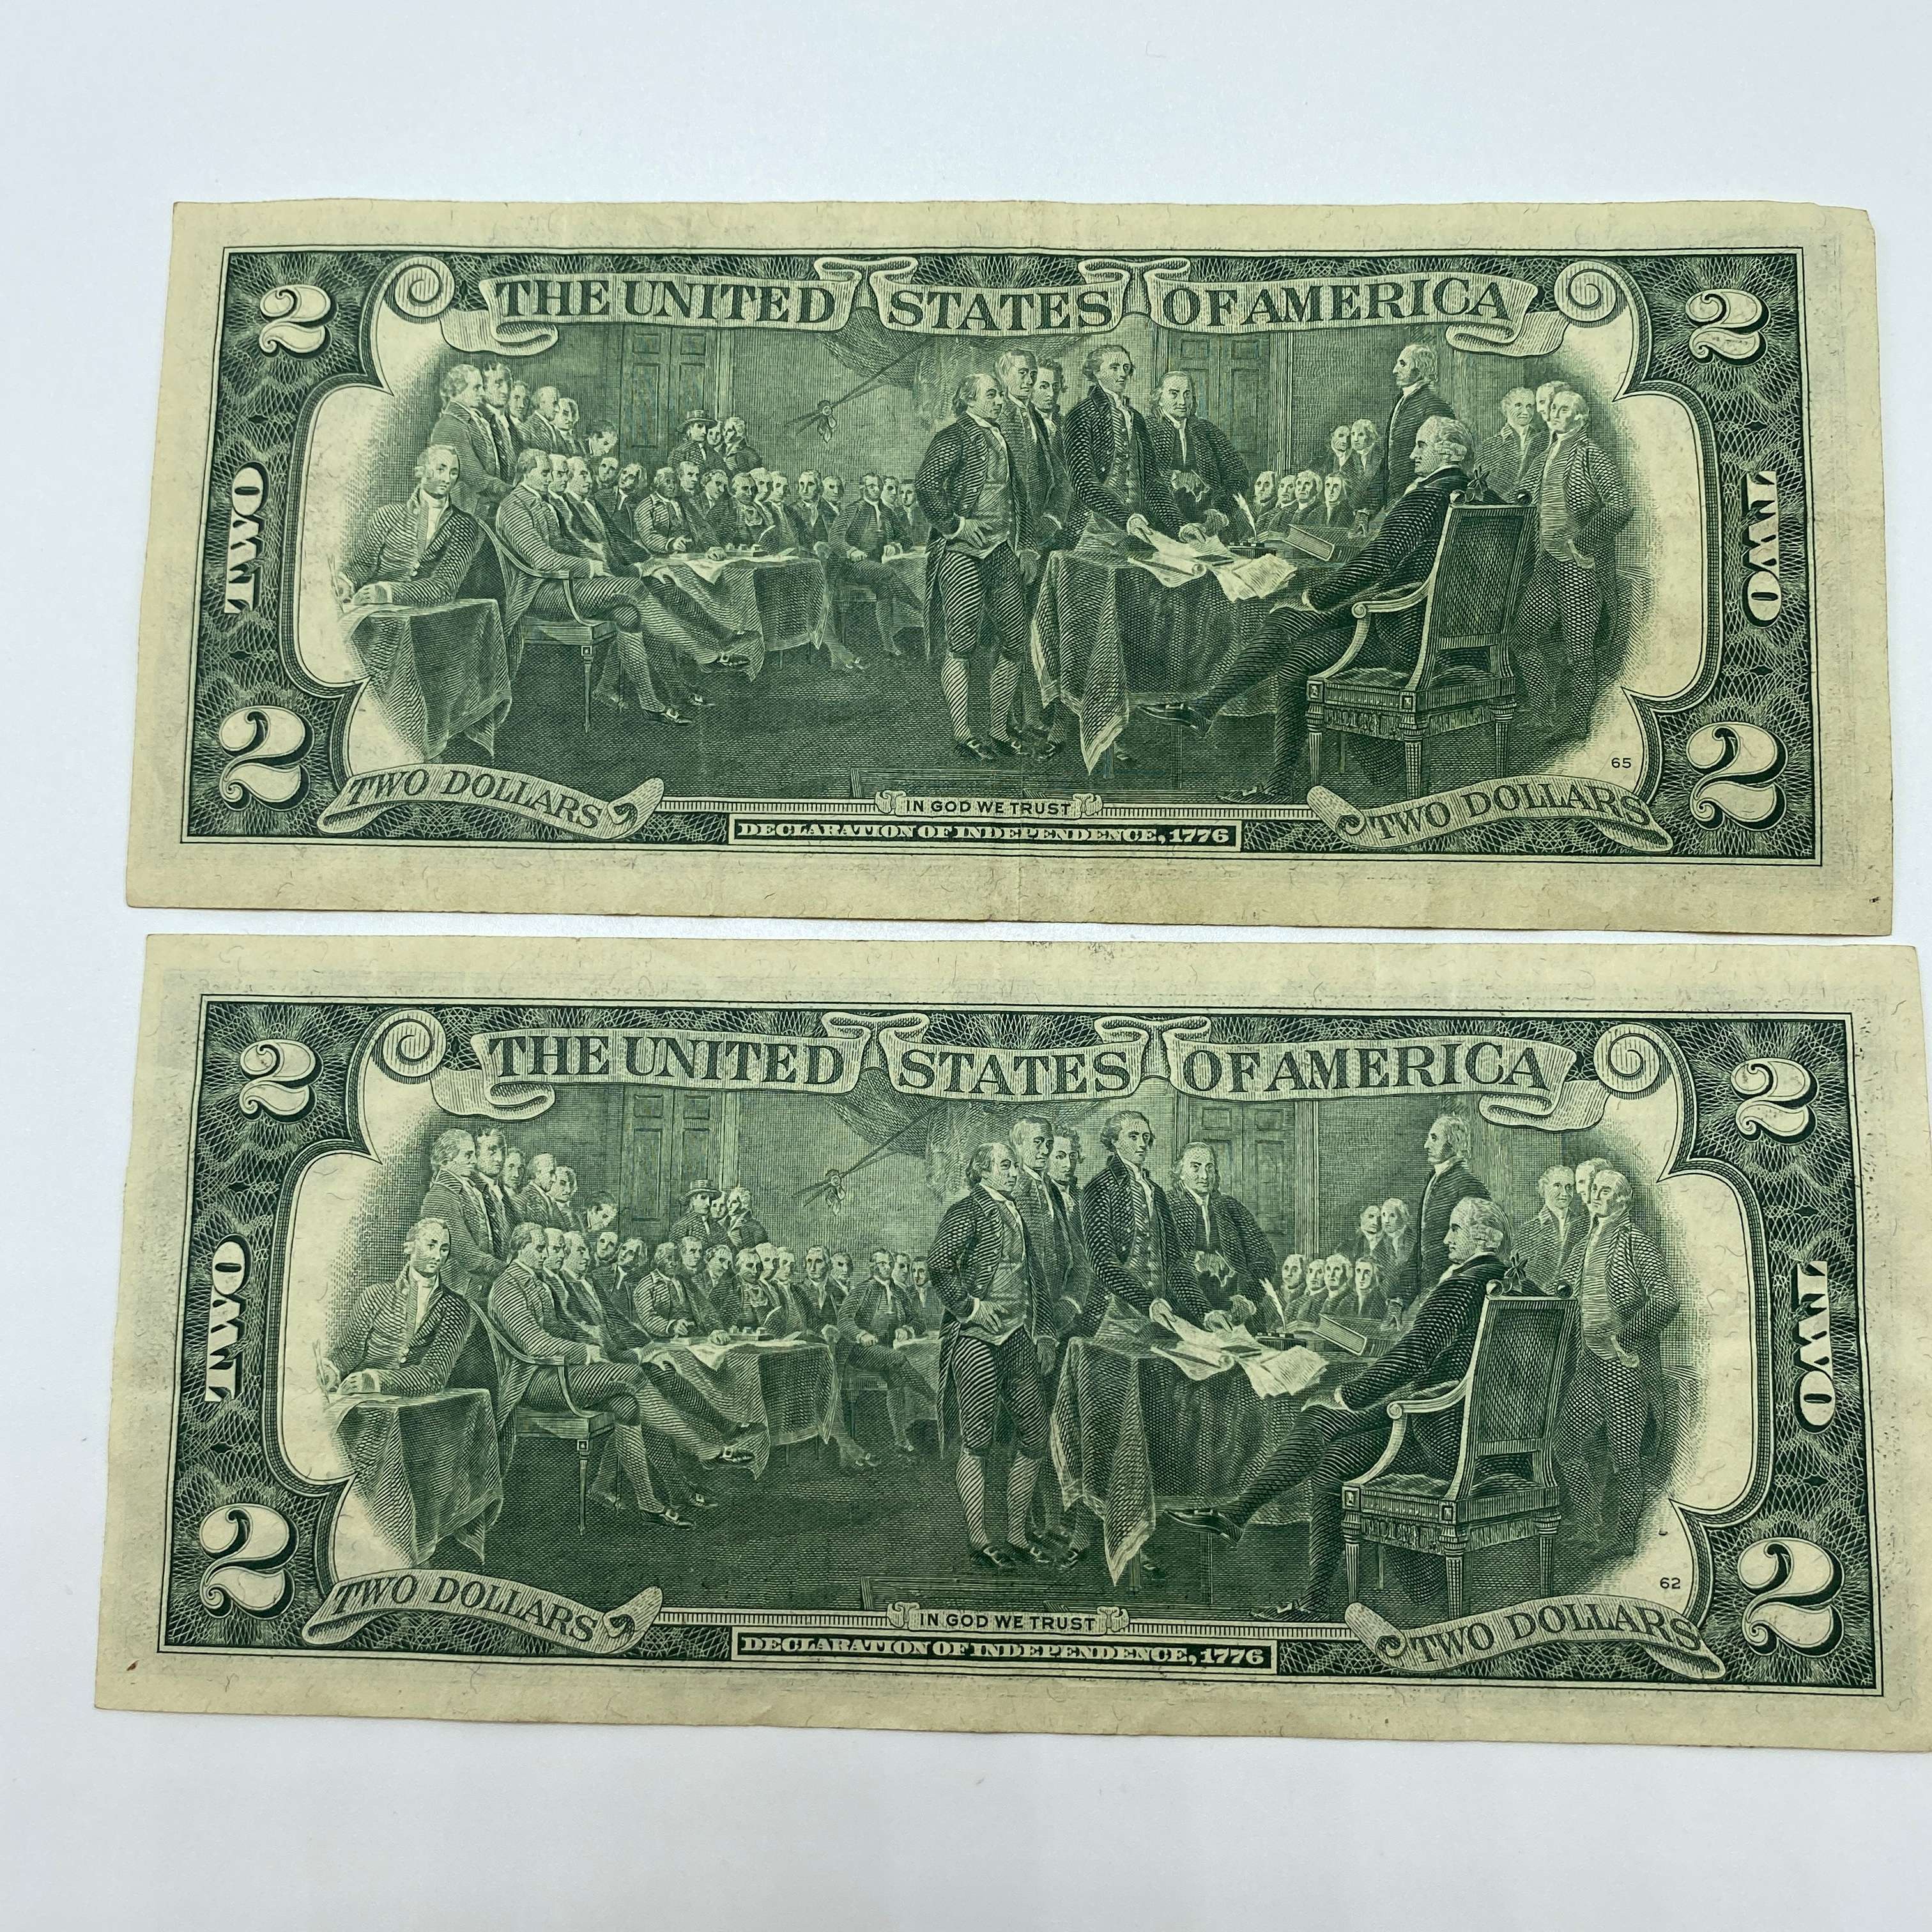 2 THE UNITED STATES OF AMERICA 2
TWO TWO
65
2 TWO DOLLARS IN GOD WE TRUST TWO DOLLARS 2
DECLARATION OF INDEPENDENCE, 1776
2 THE UNITED STATES OF AMERICA 2
TWO TWO
62
2 TWO DOLLARS IN GOD WE TRUST TWO DOLLARS 2
DECLARATION OF INDEPENDENCE, 1776